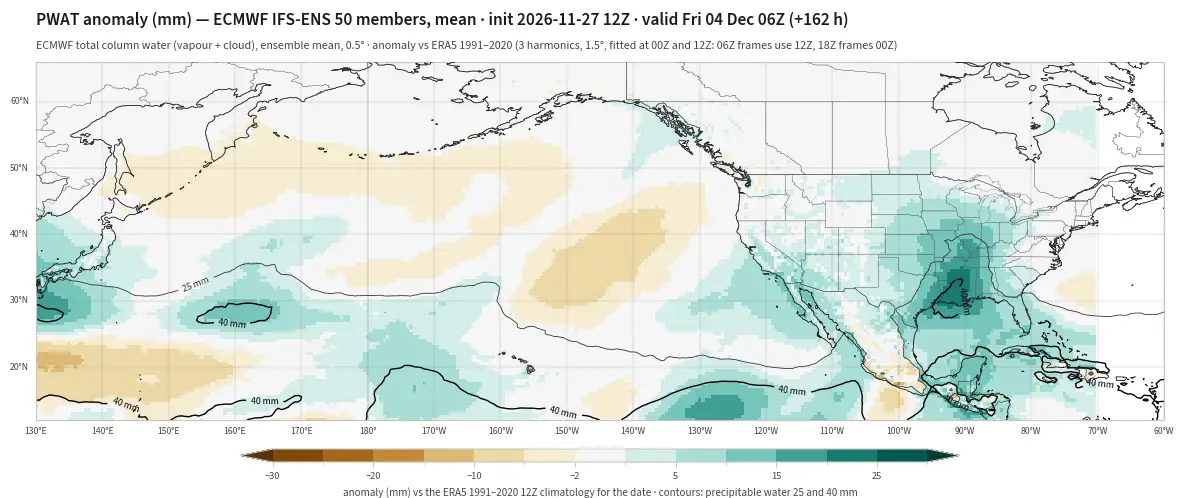 PWAT anomaly (mm) — ECMWF IFS-ENS 50 members, mean · init 2026-11-27 12Z · valid Fri 04 Dec 06Z (+162 h)
ECMWF total column water (vapour + cloud), ensemble mean, 0.5° · anomaly vs ERA5 1991–2020 (3 harmonics, 1.5°, fitted at 00Z and 12Z: 06Z frames use 12Z, 18Z frames 00Z)
60°N
50°N
40°N
30°N
20°N
25 mm
40 mm
40 mm
40 mm
40 mm
40 mm
40 mm
40 mm
130°E 140°E 150°E 160°E 170°E 180° 170°W 160°W 150°W 140°W 130°W 120°W 110°W 100°W 90°W 80°W 70°W 60°W
−30 −20 −10 −2 5 15 25
anomaly (mm) vs the ERA5 1991–2020 12Z climatology for the date · contours: precipitable water 25 and 40 mm